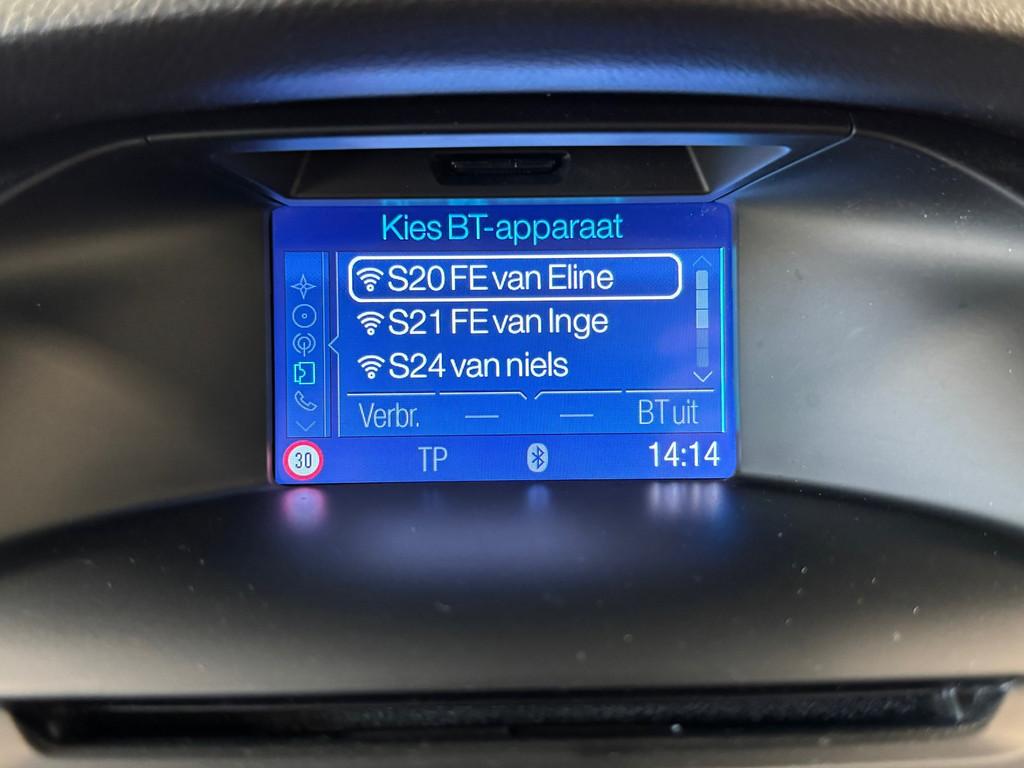 Kies BT-apparaat
S20 FE van Eline
S21 FE van Inge
S24 van niels
Verbr. — — BT uit
30 TP 14:14